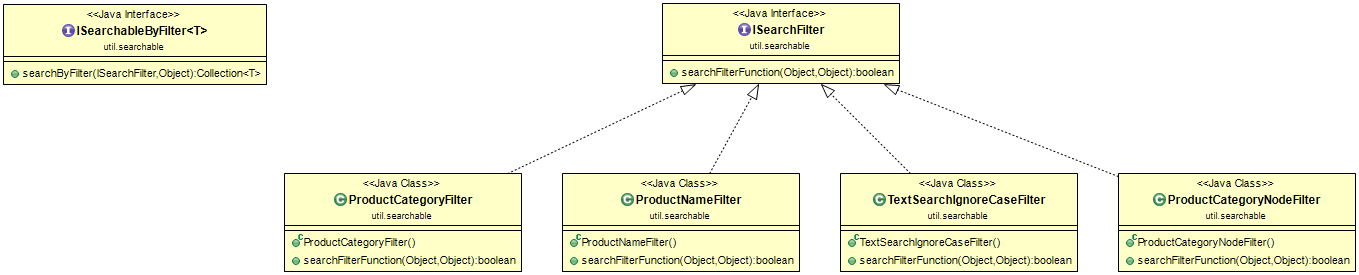 <<Java Interface>>
ISearchableByFilter<T>
util.searchable
searchByFilter(ISearchFilter,Object):Collection<T>
<<Java Interface>>
ISearchFilter
util.searchable
searchFilterFunction(Object,Object):boolean
<<Java Class>>
ProductCategoryFilter
util.searchable
ProductCategoryFilter()
searchFilterFunction(Object,Object):boolean
<<Java Class>>
ProductNameFilter
util.searchable
ProductNameFilter()
searchFilterFunction(Object,Object):boolean
<<Java Class>>
TextSearchIgnoreCaseFilter
util.searchable
TextSearchIgnoreCaseFilter()
searchFilterFunction(Object,Object):boolean
<<Java Class>>
ProductCategoryNodeFilter
util.searchable
ProductCategoryNodeFilter()
searchFilterFunction(Object,Object):boolean